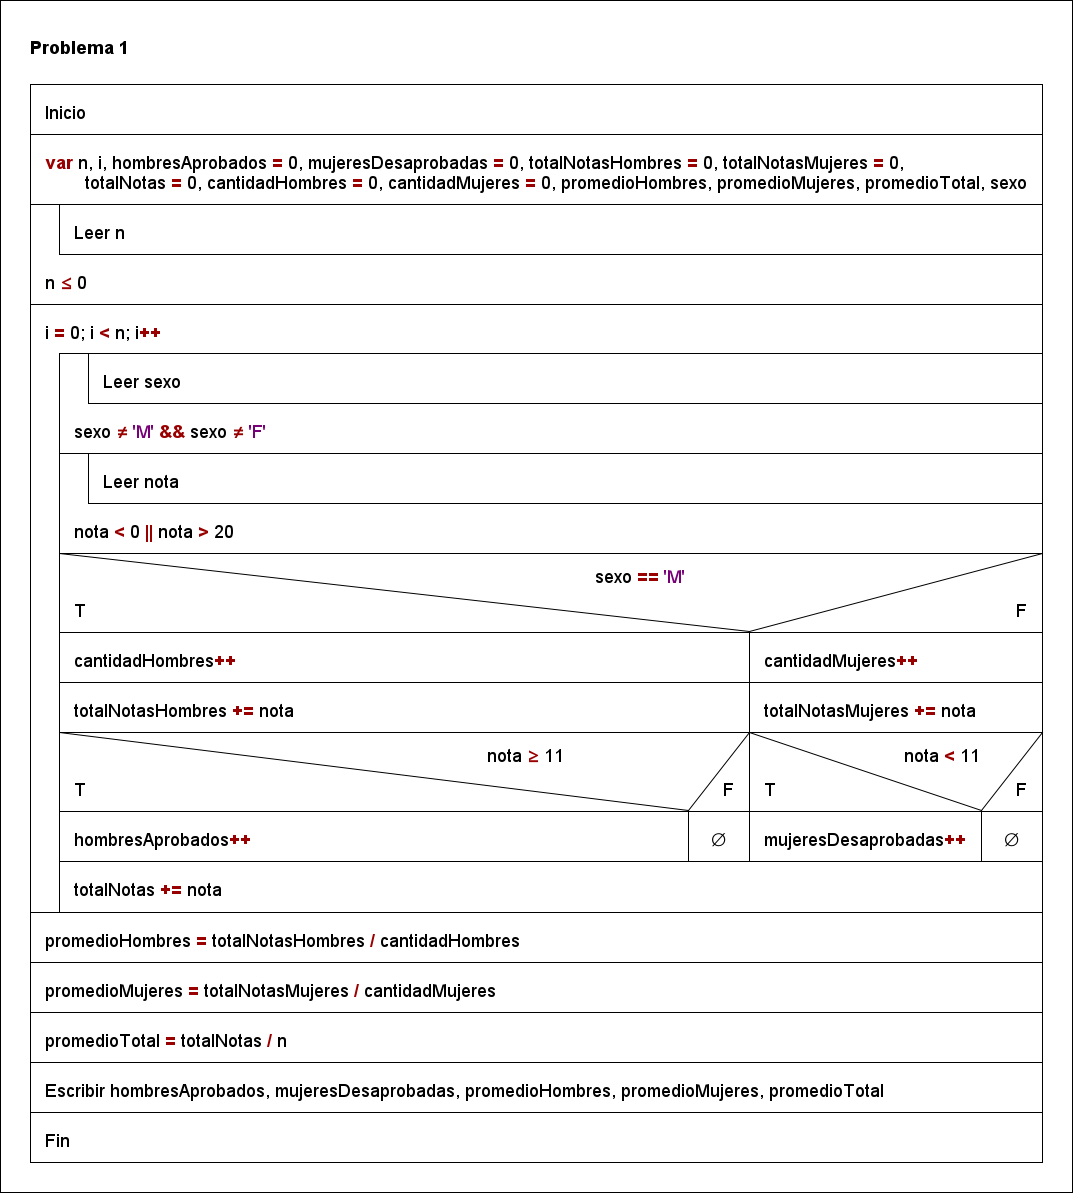 Problema 1
Inicio
var n, i, hombresAprobados = 0, mujeresDesaprobadas = 0, totalNotasHombres = 0, totalNotasMujeres = 0,
totalNotas = 0, cantidadHombres = 0, cantidadMujeres = 0, promedioHombres, promedioMujeres, promedioTotal, sexo
Leer n
n ≤ 0
i = 0; i < n; i++
Leer sexo
sexo ≠ 'M' && sexo ≠ 'F'
Leer nota
nota < 0 || nota > 20
sexo == 'M'
T F
cantidadHombres++ cantidadMujeres++
totalNotasHombres += nota totalNotasMujeres += nota
nota ≥ 11 nota < 11
T F T F
hombresAprobados++ ∅ mujeresDesaprobadas++ ∅
totalNotas += nota
promedioHombres = totalNotasHombres / cantidadHombres
promedioMujeres = totalNotasMujeres / cantidadMujeres
promedioTotal = totalNotas / n
Escribir hombresAprobados, mujeresDesaprobadas, promedioHombres, promedioMujeres, promedioTotal
Fin